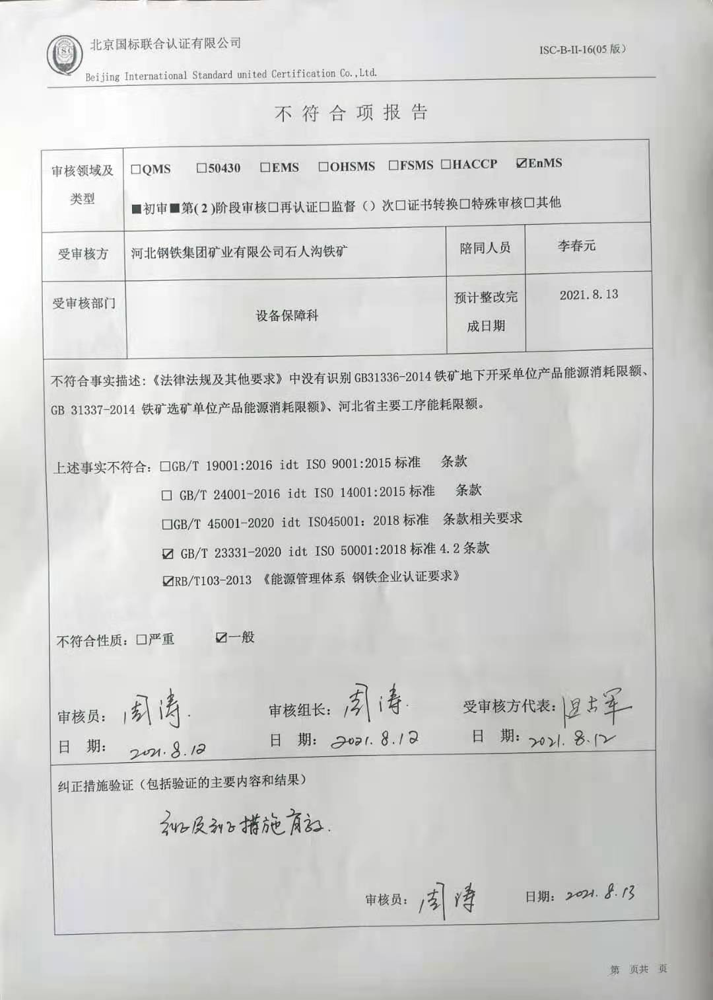 ISC
北京国标联合认证有限公司
ISC-B-II-16(05 版)
Beijing International Standard united Certification Co.,Ltd.
不符合项报告
审核领域及类型
□QMS □50430 □EMS □OHSMS □FSMS □HACCP ☑EnMS
■初审■第( 2 )阶段审核□再认证□监督（）次□证书转换□特殊审核□其他
受审核方 河北钢铁集团矿业有限公司石人沟铁矿 陪同人员 李春元
受审核部门 设备保障科 预计整改完成日期 2021.8.13
不符合事实描述:《法律法规及其他要求》中没有识别 GB31336-2014 铁矿地下开采单位产品能源消耗限额、
GB 31337-2014 铁矿选矿单位产品能源消耗限额》、河北省主要工序能耗限额。
上述事实不符合: □GB/T 19001:2016 idt ISO 9001:2015 标准 条款
□ GB/T 24001-2016 idt ISO 14001:2015 标准 条款
□GB/T 45001-2020 idt ISO45001: 2018 标准 条款相关要求
☑ GB/T 23331-2020 idt ISO 50001:2018 标准 4.2 条款
☑RB/T103-2013 《能源管理体系 钢铁企业认证要求》
不符合性质: □严重 ☑一般
审核员: 周涛. 审核组长: 周涛. 受审核方代表:
日 期: 2021.8.12 日 期: 2021.8.12 日 期: 2021.8.12
纠正措施验证（包括验证的主要内容和结果）
纠正及纠正措施有效.
审核员: 周涛 日期: 2021.8.13
第 页共 页